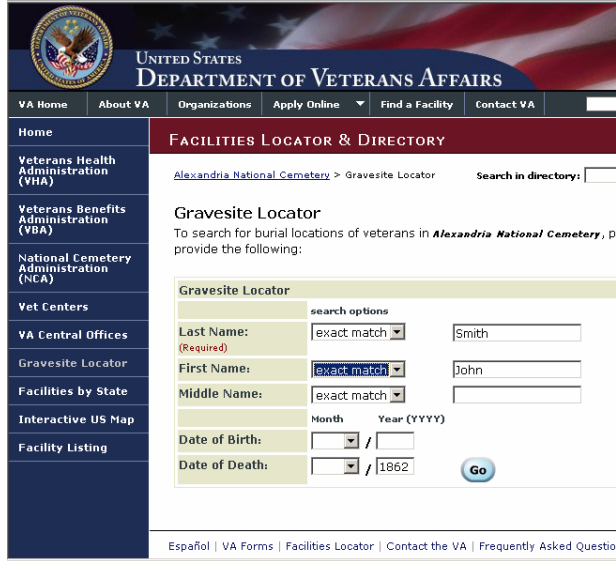 UNITED STATES
DEPARTMENT OF VETERANS AFFAIRS
VA Home
About VA
Organizations
Apply Online
Find a Facility
Contact VA
Home
Veterans Health
Administration
(VHA)
Veterans Benefits
Administration
(VBA)
National Cemetery
Administration
(NCA)
Vet Centers
VA Central Offices
Gravesite Locator
Facilities by State
Interactive US Map
Facility Listing
FACILITIES LOCATOR & DIRECTORY
Alexandria National Cemetery > Gravesite Locator
Search in directory:
Gravesite Locator
To search for burial locations of veterans in Alexandria National Cemetery, p
provide the following:
Gravesite Locator
search options
Last Name: exact match Smith
(Required)
First Name: exact match John
Middle Name: exact match
Month Year (YYYY)
Date of Birth: /
Date of Death: / 1862 Go
Español | VA Forms | Facilities Locator | Contact the VA | Frequently Asked Questio